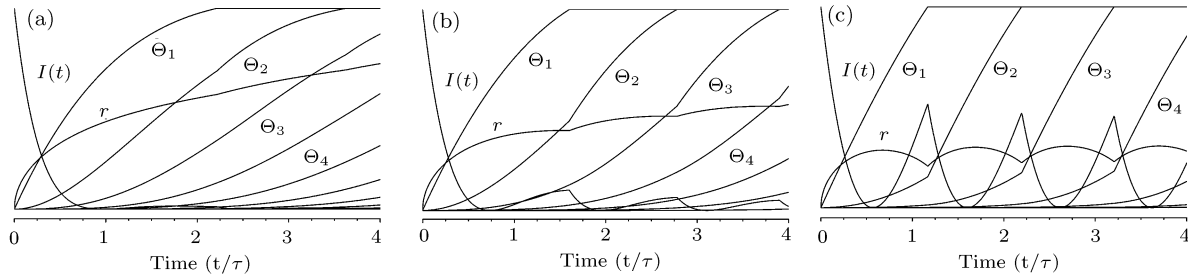 (a)
Θ₁
Θ₂
I(t)
r
Θ₃
Θ₄
0 1 2 3 4
Time (t/τ)
(b)
Θ₁
Θ₂
I(t)
Θ₃
r
Θ₄
0 1 2 3 4
Time (t/τ)
(c)
I(t) Θ₁ Θ₂ Θ₃
Θ₄
r
0 1 2 3 4
Time (t/τ)